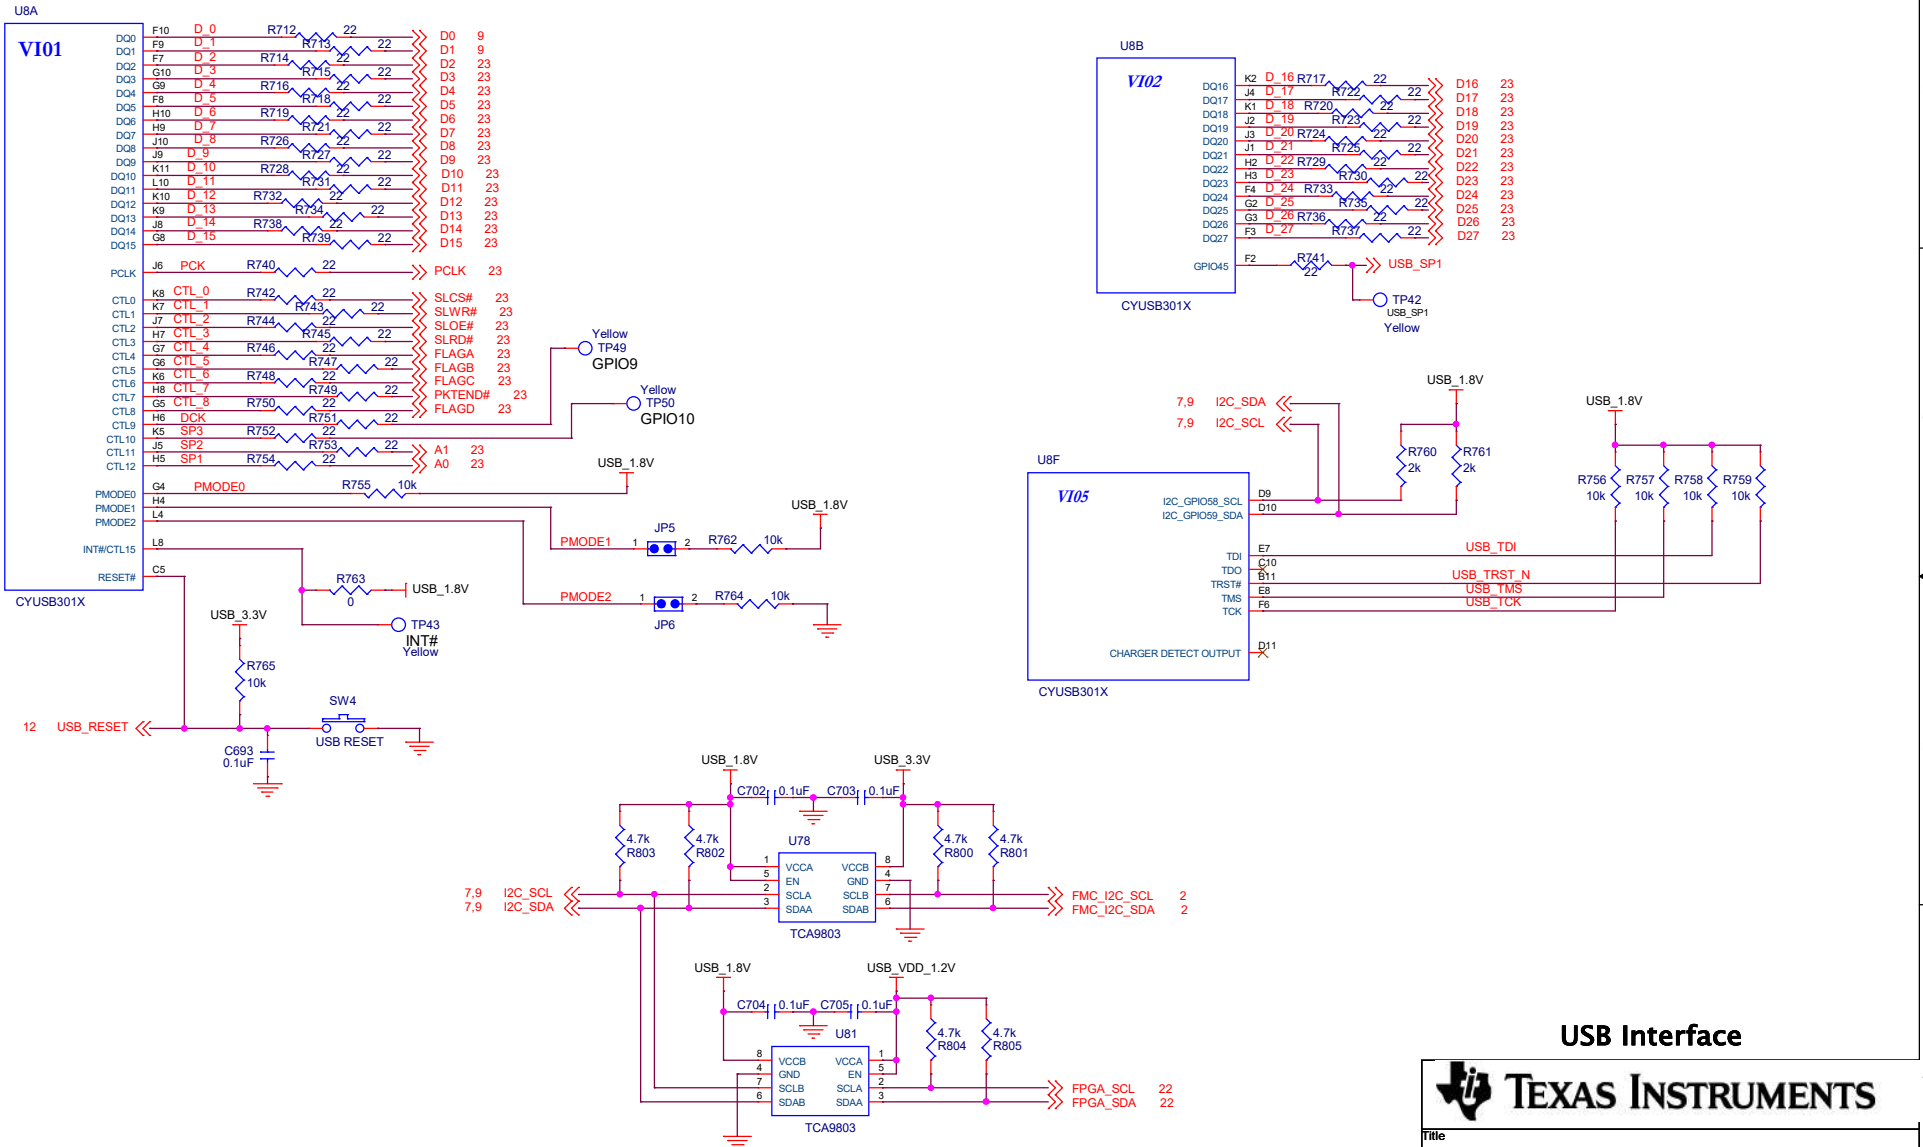 U8A
VI01
DQ0 F10 D_0 R712 22 D0 9
DQ1 F9 D_1 R713 22 D1 9
DQ2 F7 D_2 R714 22 D2 23
DQ3 G10 D_3 R715 22 D3 23
DQ4 G9 D_4 R716 22 D4 23
DQ5 F8 D_5 R718 22 D5 23
DQ6 H10 D_6 R719 22 D6 23
DQ7 H9 D_7 R721 22 D7 23
DQ8 J10 D_8 R726 22 D8 23
DQ9 J9 D_9 R727 22 D9 23
DQ10 K11 D_10 R728 22 D10 23
DQ11 L10 D_11 R731 22 D11 23
DQ12 K10 D_12 R732 22 D12 23
DQ13 K9 D_13 R734 22 D13 23
DQ14 J8 D_14 R738 22 D14 23
DQ15 G8 D_15 R739 22 D15 23
PCLK J6 PCK R740 22 PCLK 23
CTL0 K8 CTL_0 R742 22 SLCS# 23
CTL1 K7 CTL_1 R743 22 SLWR# 23
CTL2 J7 CTL_2 R744 22 SLOE# 23
CTL3 H7 CTL_3 R745 22 SLRD# 23
CTL4 G7 CTL_4 R746 22 FLAGA 23
CTL5 G6 CTL_5 R747 22 FLAGB 23
CTL6 K6 CTL_6 R748 22 FLAGC 23
CTL7 H8 CTL_7 R749 22 PKTEND# 23
CTL8 G5 CTL_8 R750 22 FLAGD 23
CTL9 H6 DCK R751 22
CTL10 K5 SP3 R752 22
CTL11 J5 SP2 R753 22 A1 23
CTL12 H5 SP1 R754 22 A0 23
Yellow
TP49
GPIO9
Yellow
TP50
GPIO10
USB_1.8V
PMODE0 G4 PMODE0 R755 10k
PMODE1 H4
PMODE2 L4
INT#/CTL15 L8
RESET# C5
CYUSB301X
USB_1.8V
PMODE1 1 JP5 2 R762 10k
PMODE2 1 JP6 2 R764 10k
R763
0
USB_1.8V
TP43
INT#
Yellow
USB_3.3V
R765
10k
SW4
USB RESET
12 USB_RESET
C693
0.1uF
U8B
VI02
DQ16 K2 D_16 R717 22 D16 23
DQ17 J4 D_17 R722 22 D17 23
DQ18 K1 D_18 R720 22 D18 23
DQ19 J2 D_19 R723 22 D19 23
DQ20 J3 D_20 R724 22 D20 23
DQ21 J1 D_21 R725 22 D21 23
DQ22 H2 D_22 R729 22 D22 23
DQ23 H3 D_23 R730 22 D23 23
DQ24 F4 D_24 R733 22 D24 23
DQ25 G2 D_25 R735 22 D25 23
DQ26 G3 D_26 R736 22 D26 23
DQ27 F3 D_27 R737 22 D27 23
GPIO45 F2 R741 22 USB_SP1
CYUSB301X
TP42
USB_SP1
Yellow
USB_1.8V
7,9 I2C_SDA
7,9 I2C_SCL
R760
2k
R761
2k
USB_1.8V
R756
10k
R757
10k
R758
10k
R759
10k
U8F
VI05
I2C_GPIO58_SCL D9
I2C_GPIO59_SDA D10
TDI E7 USB_TDI
TDO C10
TRST# B11 USB_TRST_N
TMS E8 USB_TMS
TCK F6 USB_TCK
CHARGER DETECT OUTPUT D11
CYUSB301X
USB_1.8V
USB_3.3V
C702 0.1uF C703 0.1uF
4.7k
R803
4.7k
R802
4.7k
R800
4.7k
R801
U78
1 VCCA VCCB 8
5 EN GND 4
2 SCLA SCLB 7
3 SDAA SDAB 6
7,9 I2C_SCL
7,9 I2C_SDA
FMC_I2C_SCL 2
FMC_I2C_SDA 2
TCA9803
USB_1.8V
USB_VDD_1.2V
C704 0.1uF C705 0.1uF
U81
4.7k
R804
4.7k
R805
8 VCCB VCCA 1
4 GND EN 5
7 SCLB SCLA 2
6 SDAB SDAA 3
FPGA_SCL 22
FPGA_SDA 22
TCA9803
USB Interface
TEXAS INSTRUMENTS
Title